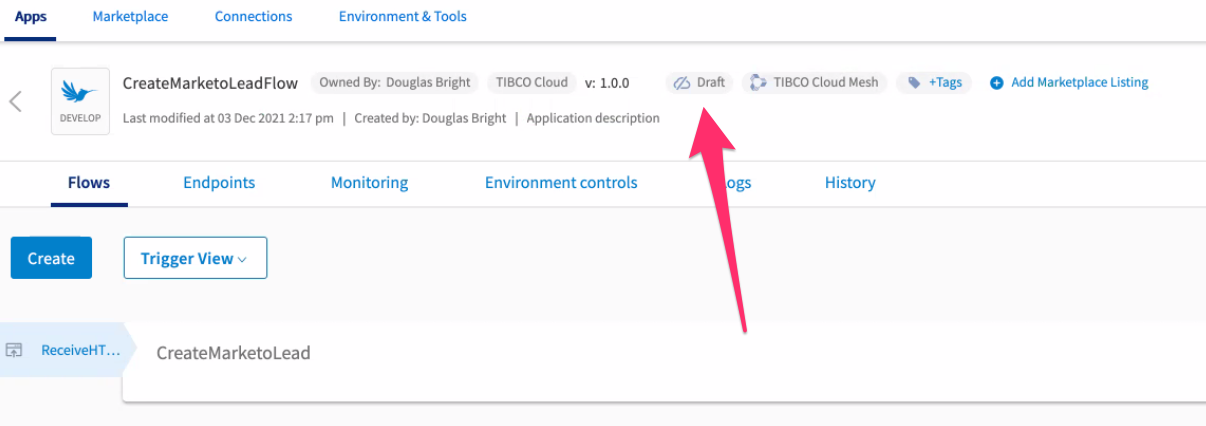 Apps Marketplace Connections Environment & Tools
CreateMarketoLeadFlow Owned By: Douglas Bright TIBCO Cloud v: 1.0.0 Draft TIBCO Cloud Mesh +Tags Add Marketplace Listing
DEVELOP Last modified at 03 Dec 2021 2:17 pm | Created by: Douglas Bright | Application description
Flows Endpoints Monitoring Environment controls ogs History
Create Trigger View
ReceiveHT... CreateMarketoLead